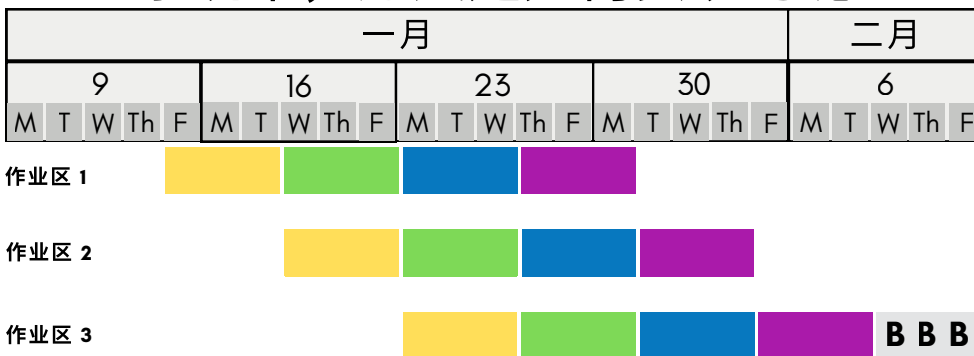 一月 二月
9 16 23 30 6
M T W Th F M T W Th F M T W Th F M T W Th F M T W Th F
作业区 1
作业区 2
作业区 3 B B B